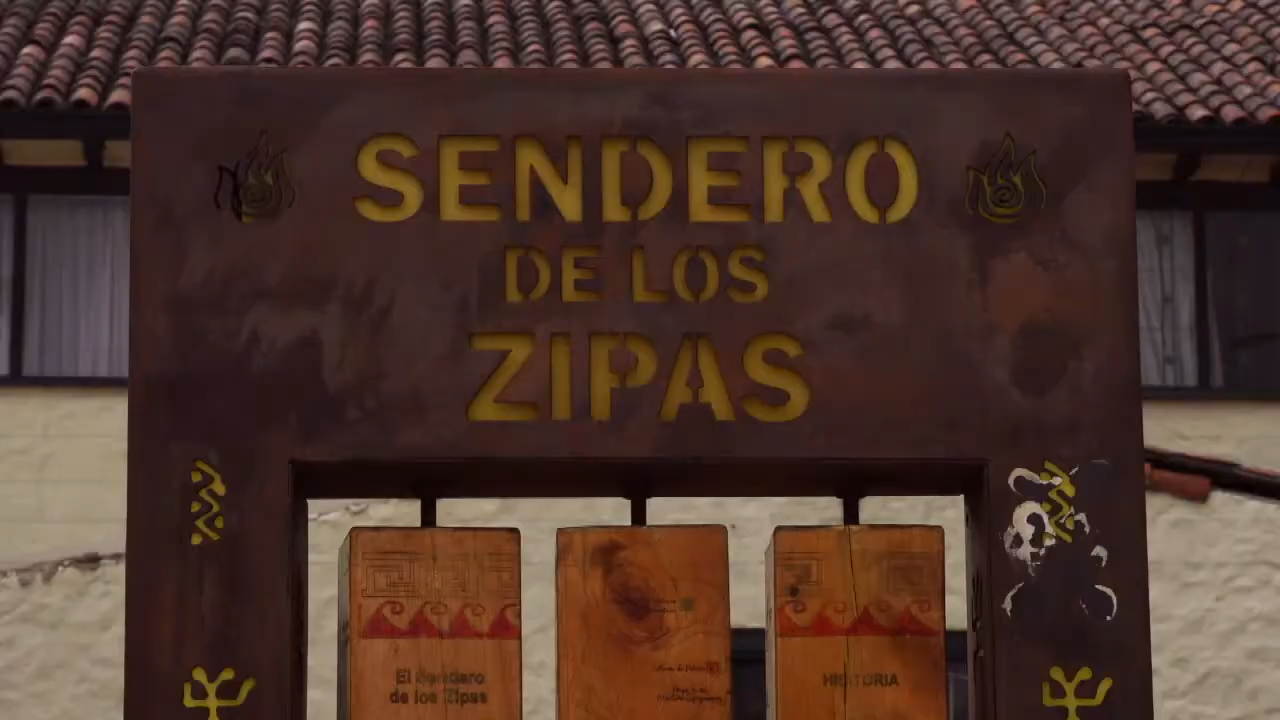 SENDERO
DE LOS
ZIPAS
El Sendero
de los Zipas
HISTORIA